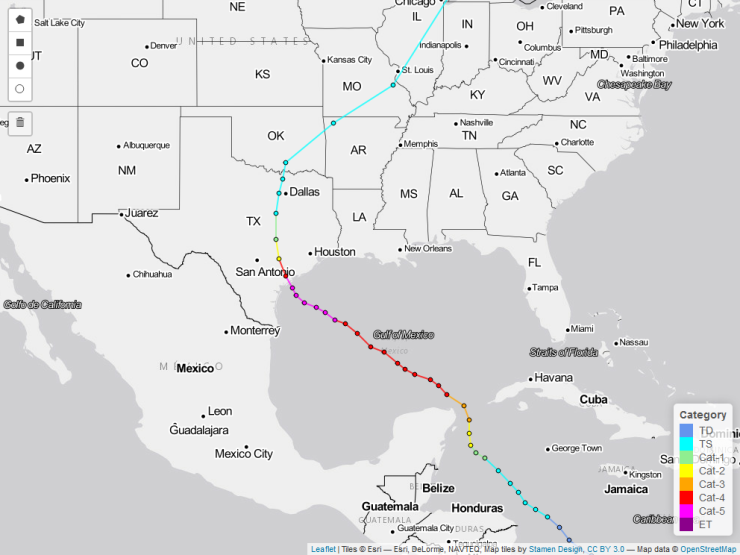 Chicago
Cleveland
NE
IL
IN
OH
PA
CT
New York
Salt Lake City
Pittsburgh
Philadelphia
UT
Denver
UNITED STATES
Indianapolis
Columbus
MD
Baltimore
CO
Kansas City
Cincinnati
Washington
KS
St. Louis
WV
Chesapeake Bay
MO
KY
VA
Nashville
NC
OK
TN
AZ
Albuquerque
AR
Memphis
Charlotte
NM
Atlanta
SC
Phoenix
Dallas
MS
AL
GA
Juarez
TX
LA
Houston
New Orleans
San Antonio
FL
Chihuahua
Tampa
Golfo de California
Monterrey
Gulf of Mexico
Mexico
Miami
Nassau
Straits of Florida
MÉXICO
Mexico
Havana
Cuba
Leon
Guadalajara
Mexico City
George Town
Kingston
JAMAICA
Jamaica
Belize
Guatemala
Honduras
GUATEMALA
Guatemala City
Category
TD
TS
Cat-1
Cat-2
Cat-3
Cat-4
Cat-5
ET
Leaflet | Tiles © Esri — Esri, DeLorme, NAVTEQ, Map tiles by Stamen Design, CC BY 3.0 — Map data © OpenStreetMap